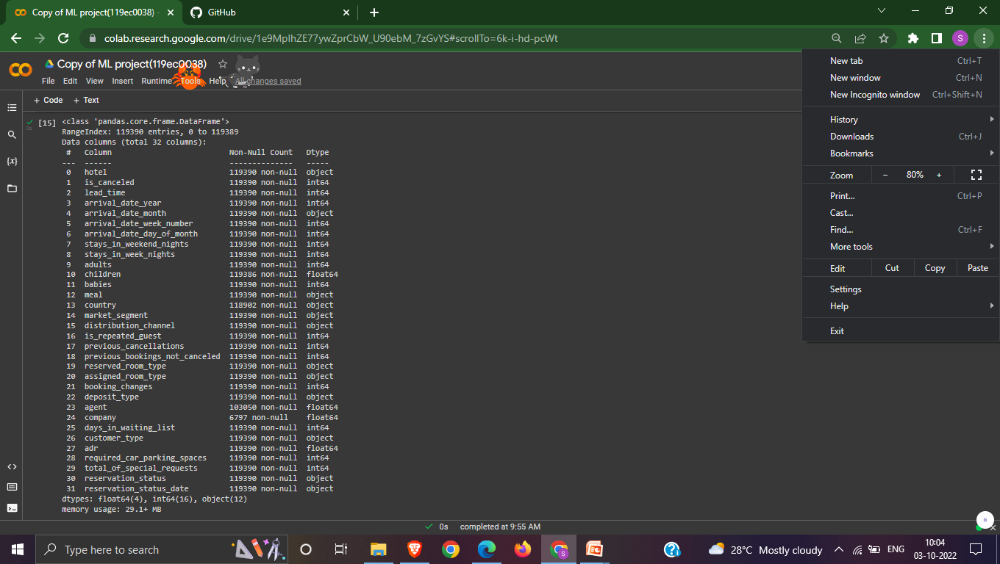 Copy of ML project(119ec0038) -
GitHub
colab.research.google.com/drive/1e9MpIhZE77ywZprCbW_U90ebM_7zGvYS#scrollTo=6k-i-hd-pcWt
S
Copy of ML project(119ec0038)
File Edit View Insert Runtime Tools Help All changes saved
+ Code + Text
[15] <class 'pandas.core.frame.DataFrame'>
0s
RangeIndex: 119390 entries, 0 to 119389
Data columns (total 32 columns):
# Column Non-Null Count Dtype
--- ------ -------------- -----
0 hotel 119390 non-null object
1 is_canceled 119390 non-null int64
2 lead_time 119390 non-null int64
3 arrival_date_year 119390 non-null int64
4 arrival_date_month 119390 non-null object
5 arrival_date_week_number 119390 non-null int64
6 arrival_date_day_of_month 119390 non-null int64
7 stays_in_weekend_nights 119390 non-null int64
8 stays_in_week_nights 119390 non-null int64
9 adults 119390 non-null int64
10 children 119386 non-null float64
11 babies 119390 non-null int64
12 meal 119390 non-null object
13 country 118902 non-null object
14 market_segment 119390 non-null object
15 distribution_channel 119390 non-null object
16 is_repeated_guest 119390 non-null int64
17 previous_cancellations 119390 non-null int64
18 previous_bookings_not_canceled 119390 non-null int64
19 reserved_room_type 119390 non-null object
20 assigned_room_type 119390 non-null object
21 booking_changes 119390 non-null int64
22 deposit_type 119390 non-null object
23 agent 103050 non-null float64
24 company 6797 non-null float64
25 days_in_waiting_list 119390 non-null int64
26 customer_type 119390 non-null object
27 adr 119390 non-null float64
28 required_car_parking_spaces 119390 non-null int64
29 total_of_special_requests 119390 non-null int64
30 reservation_status 119390 non-null object
31 reservation_status_date 119390 non-null object
dtypes: float64(4), int64(16), object(12)
memory usage: 29.1+ MB
New tab Ctrl+T
New window Ctrl+N
New Incognito window Ctrl+Shift+N
History
Downloads Ctrl+J
Bookmarks
Zoom − 80% +
Print... Ctrl+P
Cast...
Find... Ctrl+F
More tools
Edit Cut Copy Paste
Settings
Help
Exit
0s completed at 9:55 AM
Type here to search
S
28°C Mostly cloudy
ENG
10:04
03-10-2022